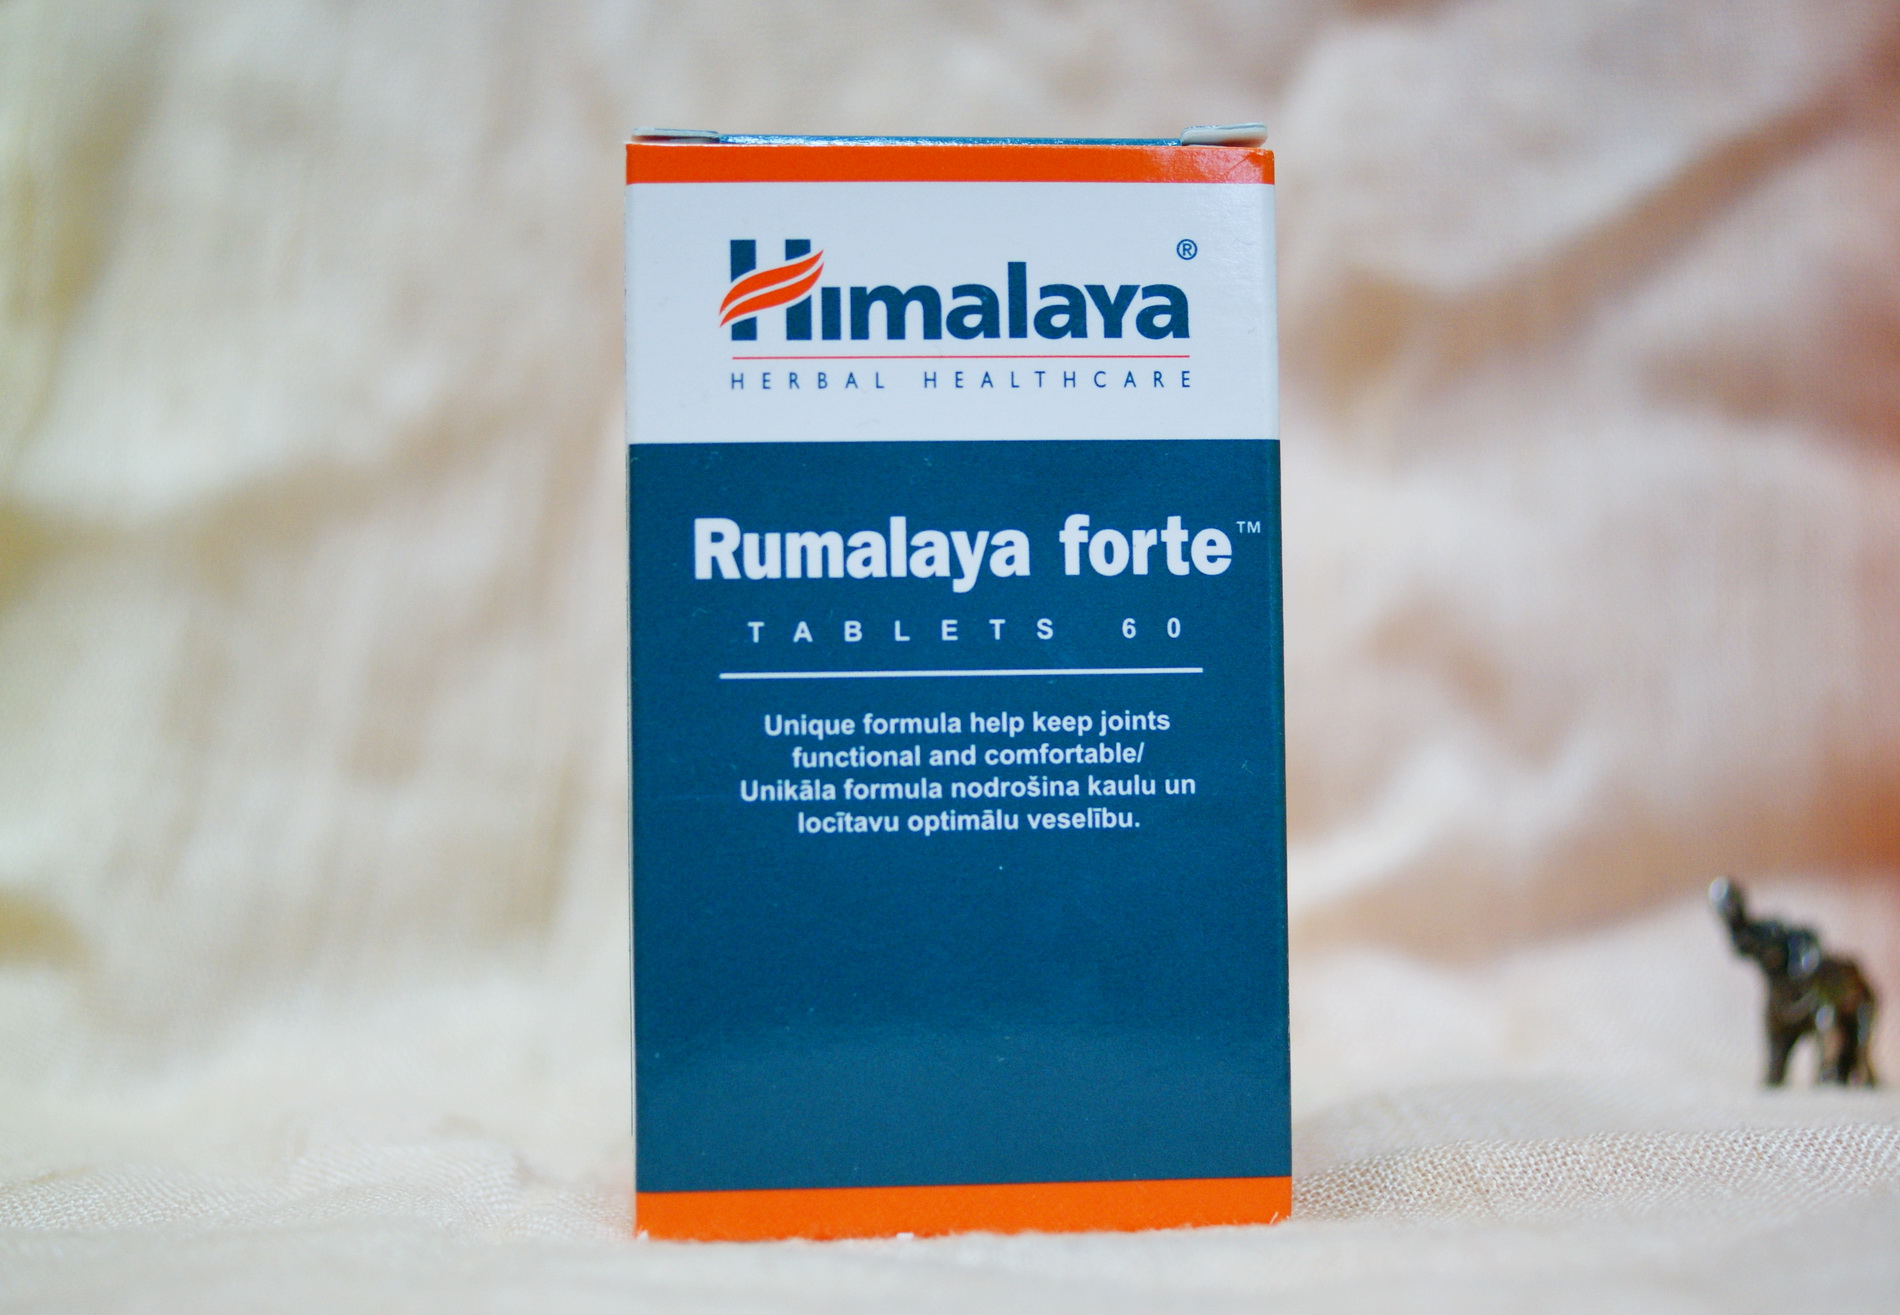 Himalaya®
HERBAL HEALTHCARE
Rumalaya forte™
TABLETS 60
Unique formula help keep joints
functional and comfortable/
Unikāla formula nodrošina kaulu un
locītavu optimālu veselību.